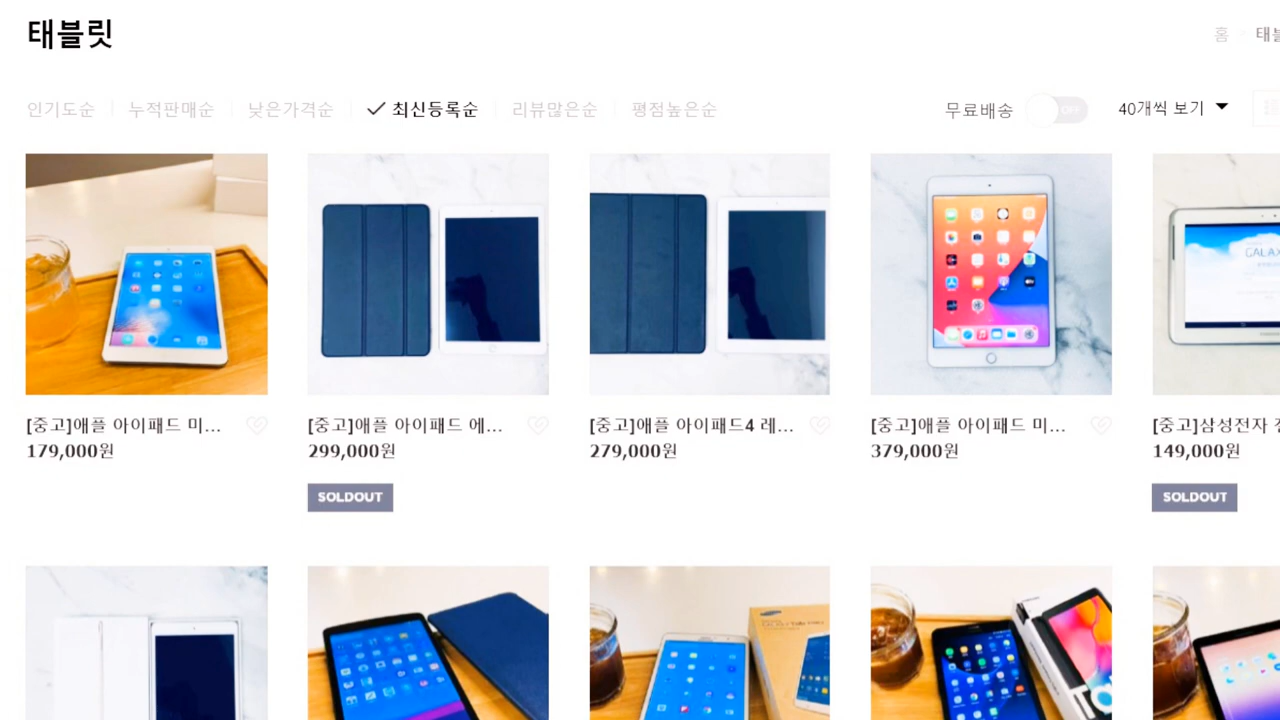 태블릿
홈
인기도순 누적판매순 낮은가격순 최신등록순 리뷰많은순 평점높은순 무료배송 OFF 40개씩 보기
[중고]애플 아이패드 미...
179,000원
[중고]애플 아이패드 에...
299,000원
SOLDOUT
[중고]애플 아이패드4 레...
279,000원
[중고]애플 아이패드 미...
379,000원
GALAX
[중고]삼성전자
149,000원
SOLDOUT